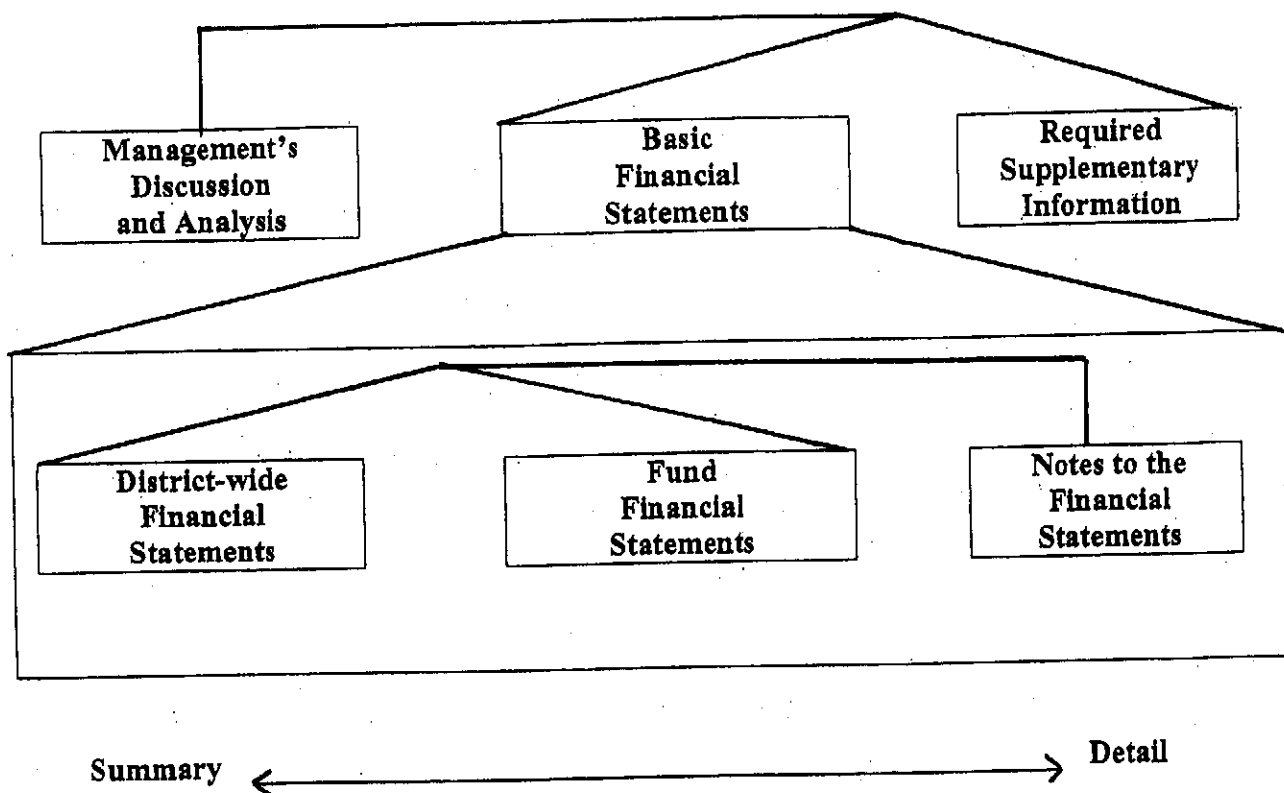 Management's
Discussion
and Analysis
Basic
Financial
Statements
Required
Supplementary
Information
District-wide
Financial
Statements
Fund
Financial
Statements
Notes to the
Financial
Statements
Summary
Detail